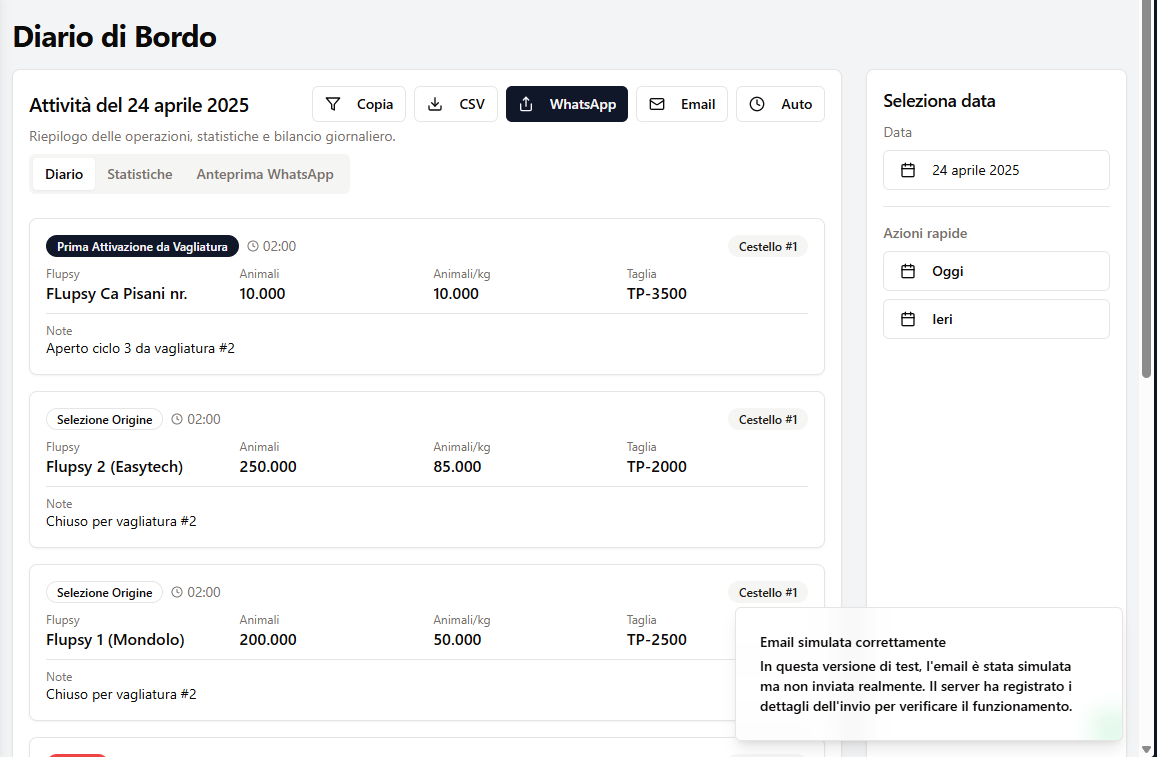 Diario di Bordo
Attività del 24 aprile 2025
Copia
CSV
WhatsApp
Email
Auto
Riepilogo delle operazioni, statistiche e bilancio giornaliero.
Diario
Statistiche
Anteprima WhatsApp
Prima Attivazione da Vagliatura
02:00
Cestello #1
Flupsy
Animali
Animali/kg
Taglia
FLupsy Ca Pisani nr.
10.000
10.000
TP-3500
Note
Aperto ciclo 3 da vagliatura #2
Selezione Origine
02:00
Cestello #1
Flupsy
Animali
Animali/kg
Taglia
Flupsy 2 (Easytech)
250.000
85.000
TP-2000
Note
Chiuso per vagliatura #2
Selezione Origine
02:00
Cestello #1
Flupsy
Animali
Animali/kg
Taglia
Flupsy 1 (Mondolo)
200.000
50.000
TP-2500
Note
Chiuso per vagliatura #2
Seleziona data
Data
24 aprile 2025
Azioni rapide
Oggi
Ieri
Email simulata correttamente
In questa versione di test, l'email è stata simulata
ma non inviata realmente. Il server ha registrato i
dettagli dell'invio per verificare il funzionamento.